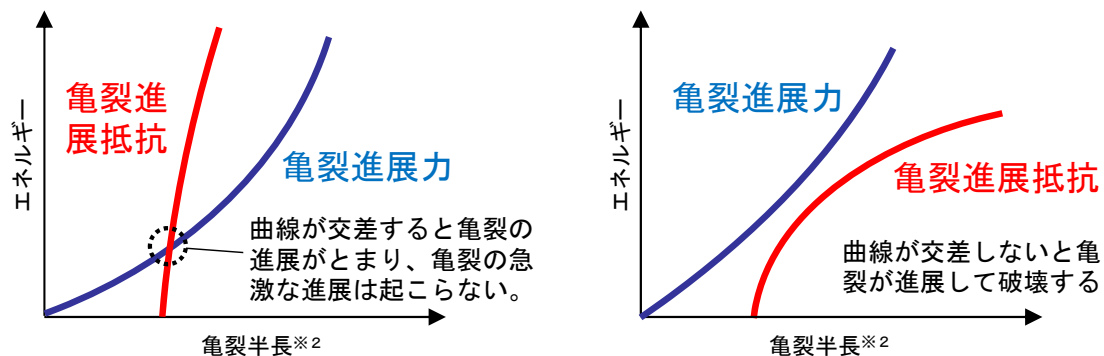 エネルギー
亀裂進
展抵抗
亀裂進展力
曲線が交差すると亀裂の
進展がとまり、亀裂の急
激な進展は起こらない。
亀裂半長※2
エネルギー
亀裂進展力
亀裂進展抵抗
曲線が交差しないと亀
裂が進展して破壊する
亀裂半長※2